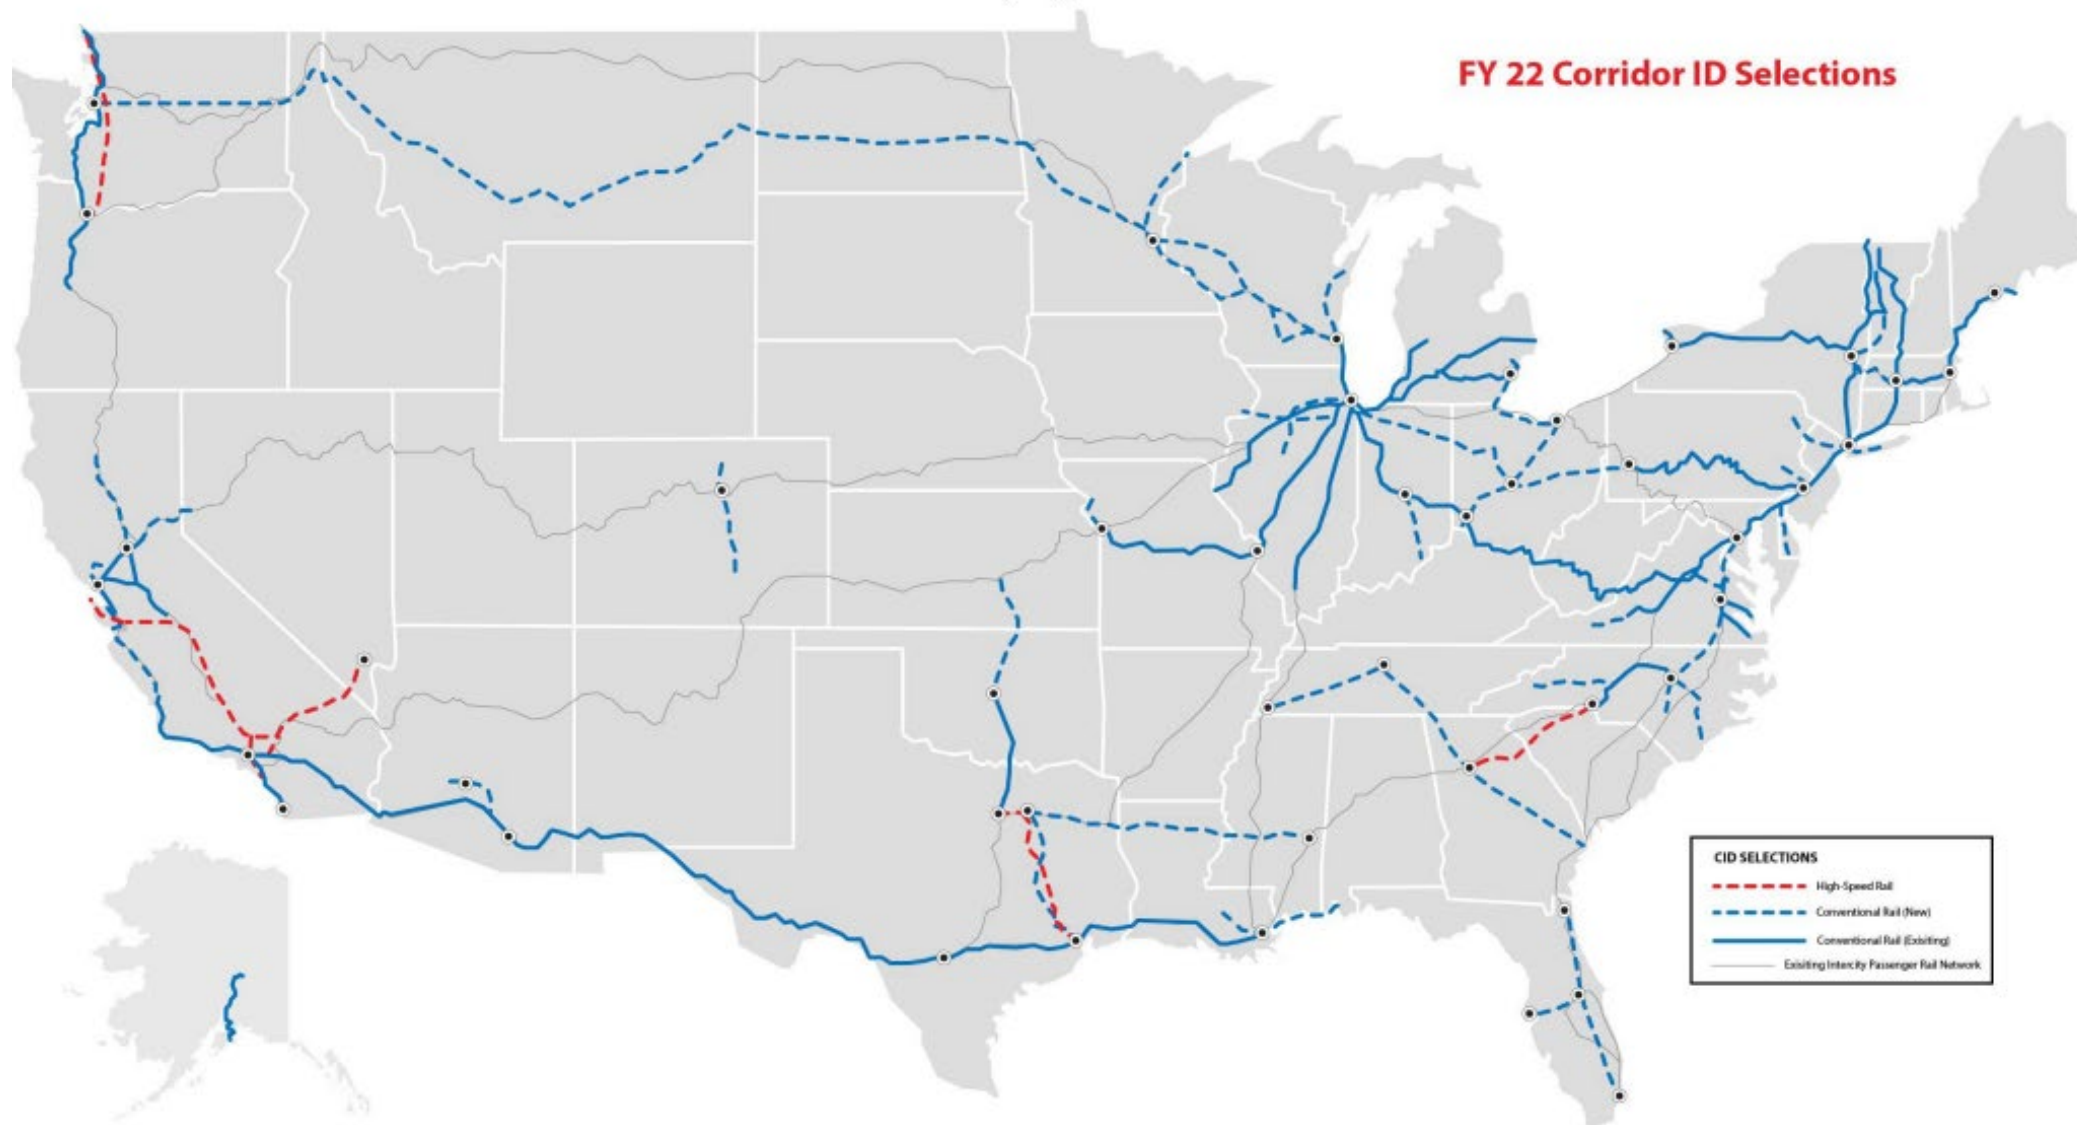 FY 22 Corridor ID Selections
CID SELECTIONS
High-Speed Rail
Conventional Rail (New)
Conventional Rail (Exisiting)
Exisiting Intercity Passenger Rail Network